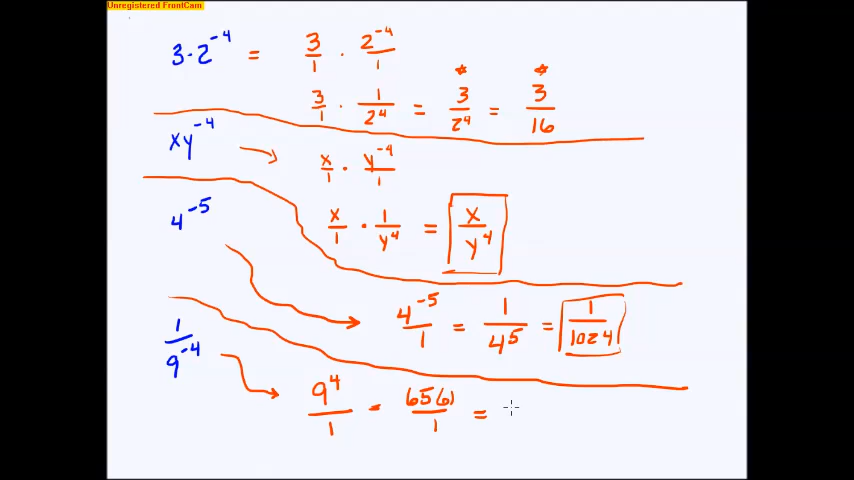 Unregistered FrontCam
3 · 2⁻⁴ = 3/1 · 2⁻⁴/1
3/1 · 1/2⁴ = 3/2⁴ = 3/16
xy⁻⁴ → x/1 · y⁻⁴/1
x/1 · 1/y⁴ = x/y⁴
4⁻⁵ → 4⁻⁵/1 = 1/4⁵ = 1/1024
1/9⁻⁴ → 9⁴/1 = 6561/1 =